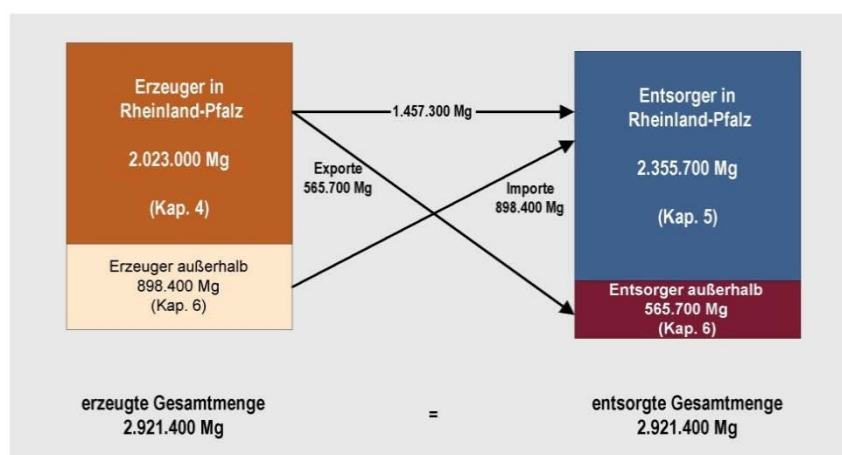 Erzeuger in
Rheinland-Pfalz
2.023.000 Mg
(Kap. 4)
Erzeuger außerhalb
898.400 Mg
(Kap. 6)
1.457.300 Mg
Exporte
565.700 Mg
Importe
898.400 Mg
Entsorger in
Rheinland-Pfalz
2.355.700 Mg
(Kap. 5)
Entsorger außerhalb
565.700 Mg
(Kap. 6)
erzeugte Gesamtmenge
2.921.400 Mg
=
entsorgte Gesamtmenge
2.921.400 Mg